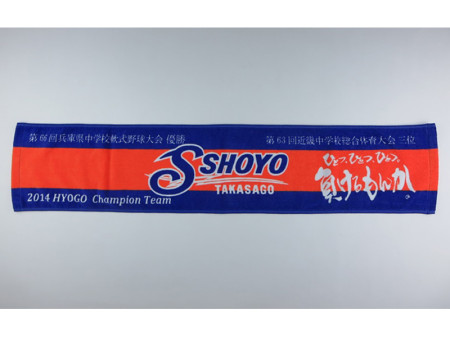 第66回兵庫県中学校軟式野球大会 優勝
第63回近畿中学校総合体育大会 三位
S SHOYO
TAKASAGO
ひとつ、ひとつ、ひとつ。
負けるもんか。
2014 HYOGO Champion Team